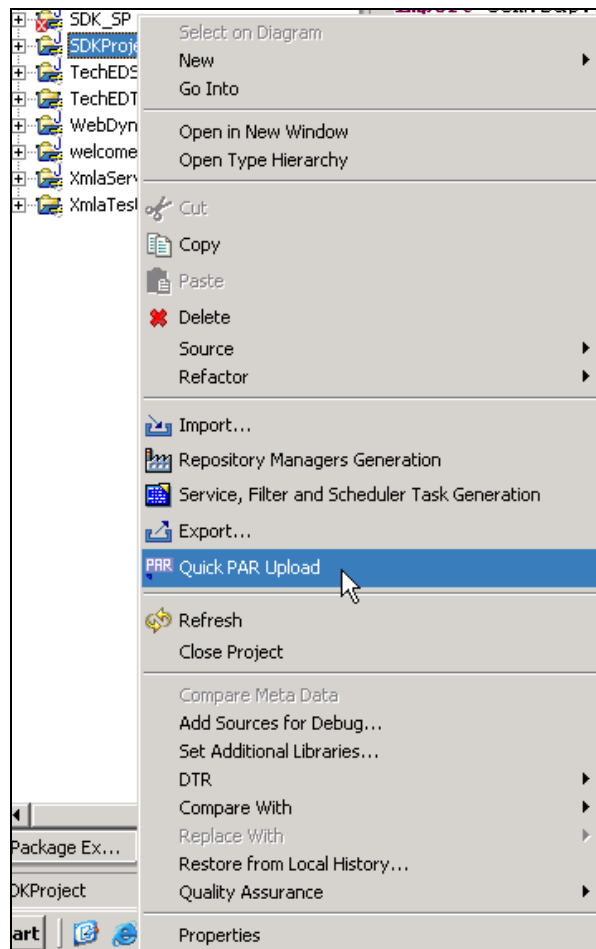 SDK_SP
SDKProje
TechEDS
TechEDT
WebDyn
welcome
XmlaServ
XmlaTest
Select on Diagram
New
Go Into
Open in New Window
Open Type Hierarchy
Cut
Copy
Paste
Delete
Source
Refactor
Import...
Repository Managers Generation
Service, Filter and Scheduler Task Generation
Export...
PAR Quick PAR Upload
Refresh
Close Project
Compare Meta Data
Add Sources for Debug...
Set Additional Libraries...
DTR
Compare With
Replace With
Restore from Local History...
Quality Assurance
Properties
Package Ex...
DKProject
art